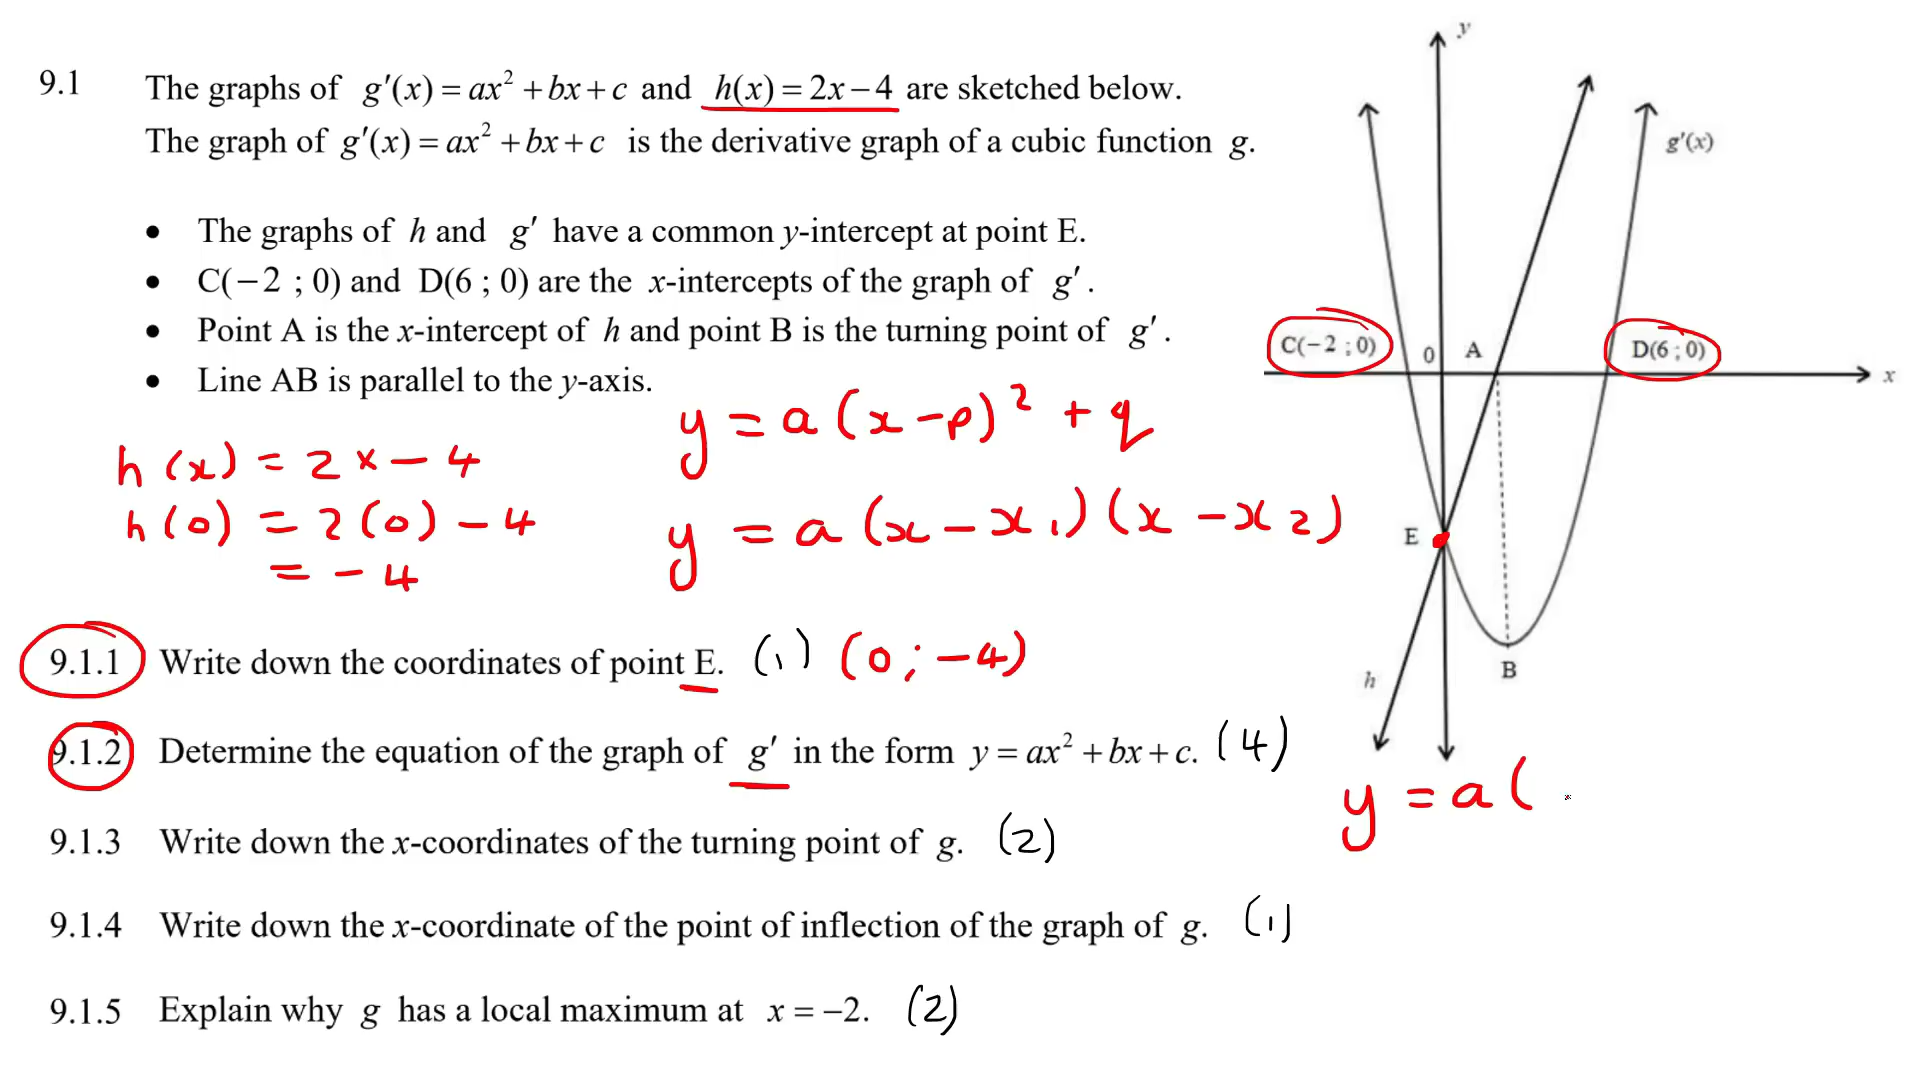 9.1 The graphs of g′(x) = ax² + bx + c and h(x) = 2x − 4 are sketched below.
The graph of g′(x) = ax² + bx + c is the derivative graph of a cubic function g.
• The graphs of h and g′ have a common y-intercept at point E.
• C(−2 ; 0) and D(6 ; 0) are the x-intercepts of the graph of g′.
• Point A is the x-intercept of h and point B is the turning point of g′.
• Line AB is parallel to the y-axis.
h(x) = 2x − 4
h(0) = 2(0) − 4
= −4
y = a(x − p)² + q
y = a(x − x₁)(x − x₂)
9.1.1 Write down the coordinates of point E. (1) (0 ; −4)
9.1.2 Determine the equation of the graph of g′ in the form y = ax² + bx + c. (4)
9.1.3 Write down the x-coordinates of the turning point of g. (2)
9.1.4 Write down the x-coordinate of the point of inflection of the graph of g. (1)
9.1.5 Explain why g has a local maximum at x = −2. (2)
y
g′(x)
C(−2 ; 0)
0
A
D(6 ; 0)
x
E
B
h
y = a(